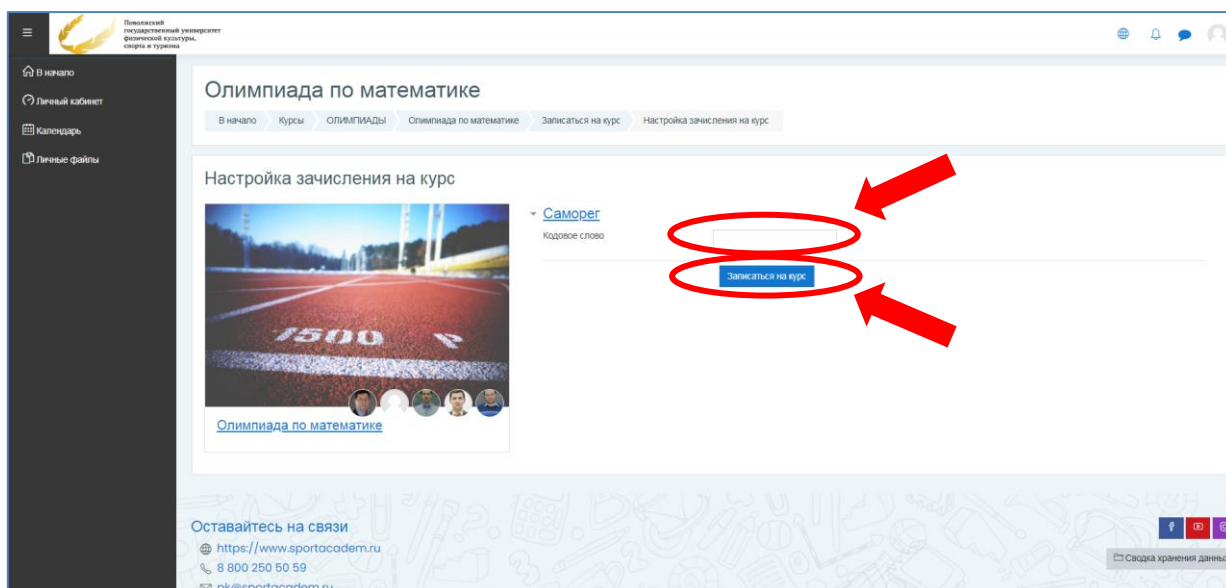 Поволжский
государственный университет
физической культуры,
спорта и туризма
В начало
Личный кабинет
Календарь
Личные файлы
Олимпиада по математике
В начало Курсы ОЛИМПИАДЫ Олимпиада по математике Записаться на курс Настройка зачисления на курс
Настройка зачисления на курс
1500
Олимпиада по математике
Саморег
Кодовое слово
Записаться на курс
Оставайтесь на связи
https://www.sportacadem.ru
8 800 250 50 59
pk@sportacadem.ru
Сводка хранения данных